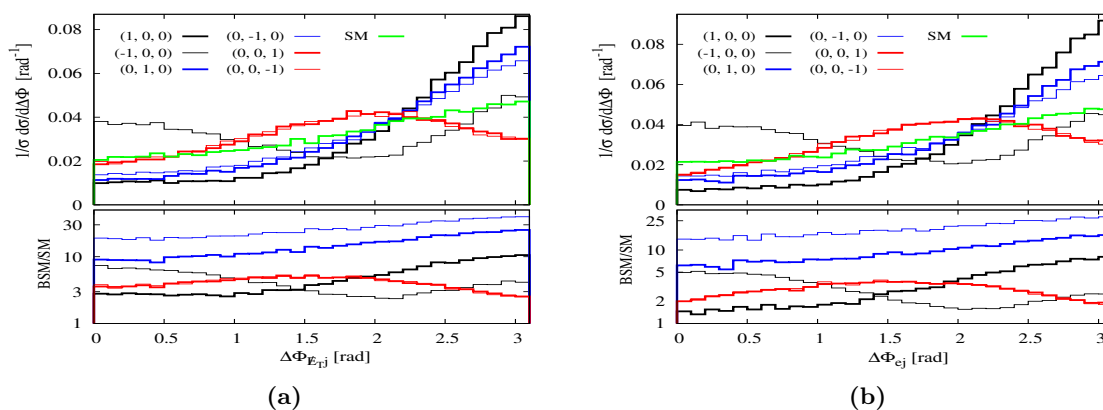 1/σ dσ/dΔΦ [rad⁻¹]
0.08
0.06
0.04
0.02
0
(1, 0, 0)
(-1, 0, 0)
(0, 1, 0)
(0, -1, 0)
(0, 0, 1)
(0, 0, -1)
SM
BSM/SM
30
10
3
1
0 0.5 1 1.5 2 2.5 3
ΔΦE̸Tj [rad]
(a)
1/σ dσ/dΔΦ [rad⁻¹]
0.08
0.06
0.04
0.02
0
(1, 0, 0)
(-1, 0, 0)
(0, 1, 0)
(0, -1, 0)
(0, 0, 1)
(0, 0, -1)
SM
BSM/SM
25
10
5
2
1
0 0.5 1 1.5 2 2.5 3
ΔΦej [rad]
(b)